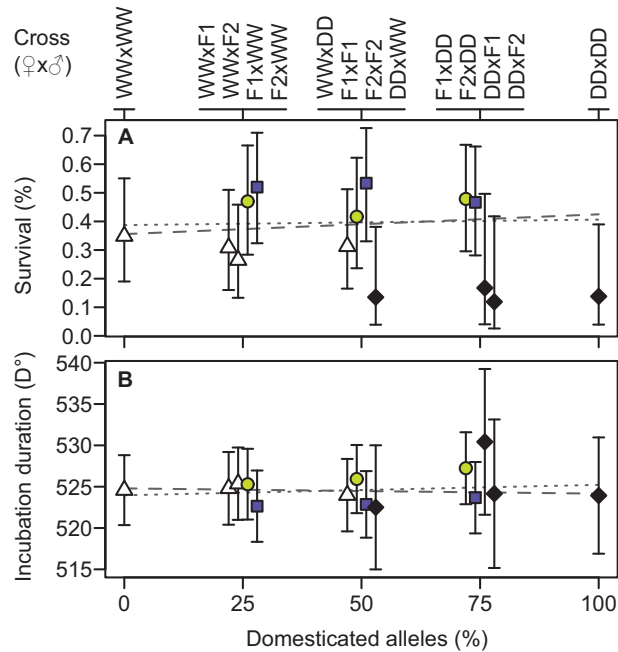 Cross
(♀x♂)
WWxWW
WWxF1
WWxF2
F1xWW
F2xWW
WWxDD
F1xF1
F2xF2
DDxWW
F1xDD
F2xDD
DDxF1
DDxF2
DDxDD
A
Survival (%)
0.7
0.6
0.5
0.4
0.3
0.2
0.1
0.0
B
Incubation duration (D°)
540
535
530
525
520
515
0
25
50
75
100
Domesticated alleles (%)